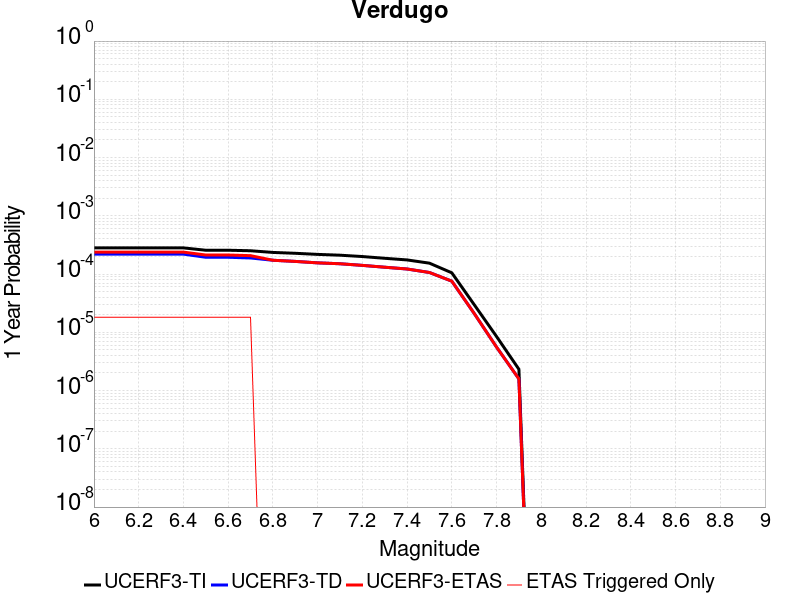 Verdugo
1 Year Probability
10^0
10^-1
10^-2
10^-3
10^-4
10^-5
10^-6
10^-7
10^-8
6 6.2 6.4 6.6 6.8 7 7.2 7.4 7.6 7.8 8 8.2 8.4 8.6 8.8 9
Magnitude
UCERF3-TI UCERF3-TD UCERF3-ETAS ETAS Triggered Only